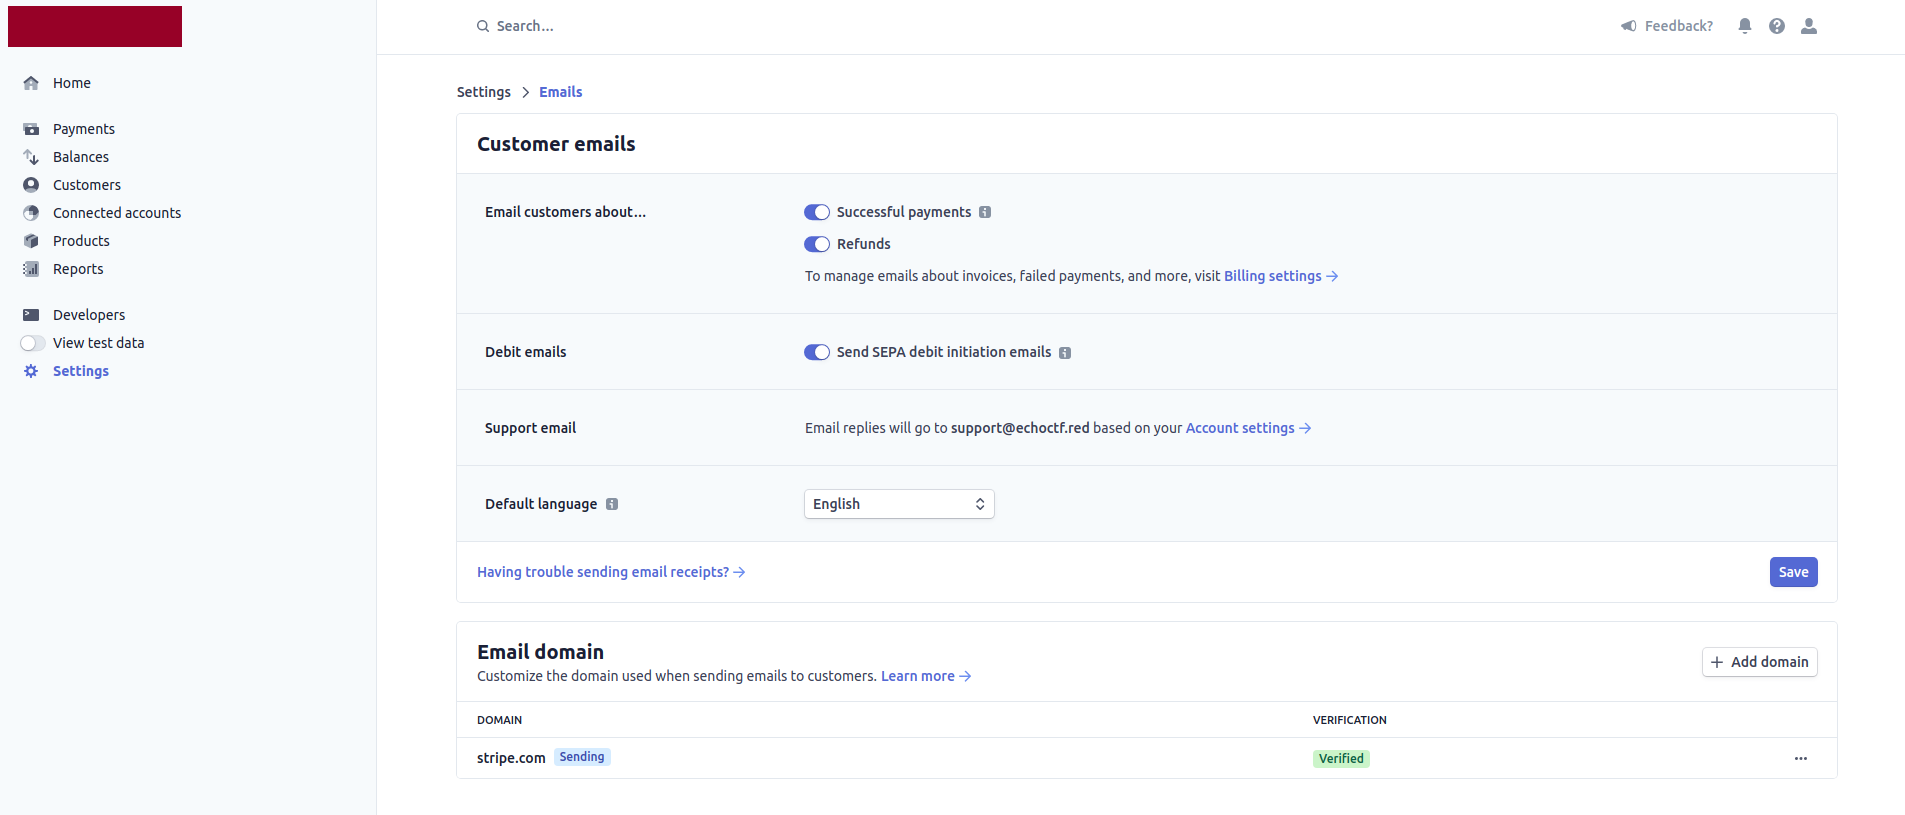 Search...
Feedback?
Home
Payments
Balances
Customers
Connected accounts
Products
Reports
Developers
View test data
Settings
Settings > Emails
Customer emails
Email customers about...
Successful payments
Refunds
To manage emails about invoices, failed payments, and more, visit Billing settings →
Debit emails
Send SEPA debit initiation emails
Support email
Email replies will go to support@echoctf.red based on your Account settings →
Default language
English
Having trouble sending email receipts? →
Save
Email domain
Customize the domain used when sending emails to customers. Learn more →
+ Add domain
DOMAIN VERIFICATION
stripe.com Sending Verified ...